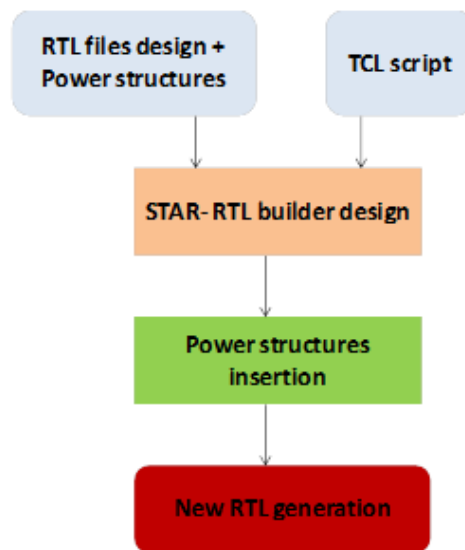 RTL files design +
Power structures
TCL script
STAR- RTL builder design
Power structures
insertion
New RTL generation